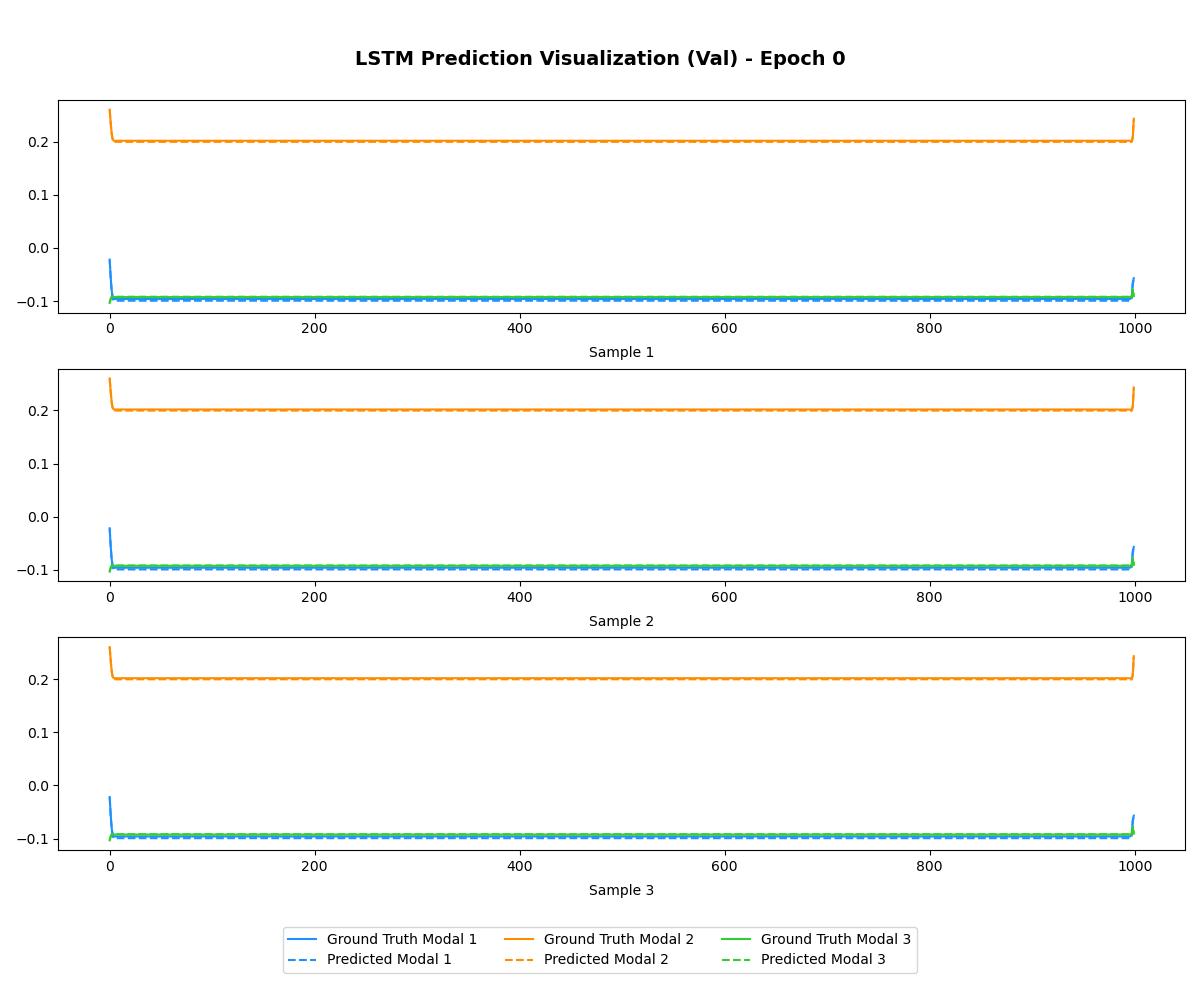 LSTM Prediction Visualization (Val) - Epoch 0
0.2
0.1
0.0
−0.1
0 200 400 600 800 1000
Sample 1
0.2
0.1
0.0
−0.1
0 200 400 600 800 1000
Sample 2
0.2
0.1
0.0
−0.1
0 200 400 600 800 1000
Sample 3
Ground Truth Modal 1 Ground Truth Modal 2 Ground Truth Modal 3
Predicted Modal 1 Predicted Modal 2 Predicted Modal 3